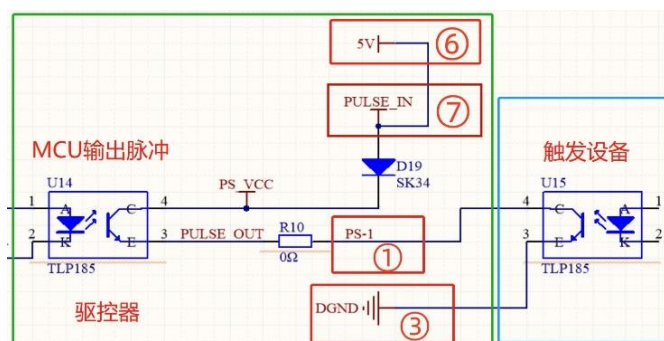 5V
⑥
PULSE_IN
⑦
MCU输出脉冲
触发设备
D19
SK34
U14
PS_VCC
U15
1
A
C
4
4
C
A
1
2
K
E
3
PULSE_OUT
R10
PS-1
3
E
K
2
0Ω
①
TLP185
TLP185
驱控器
DGND
③